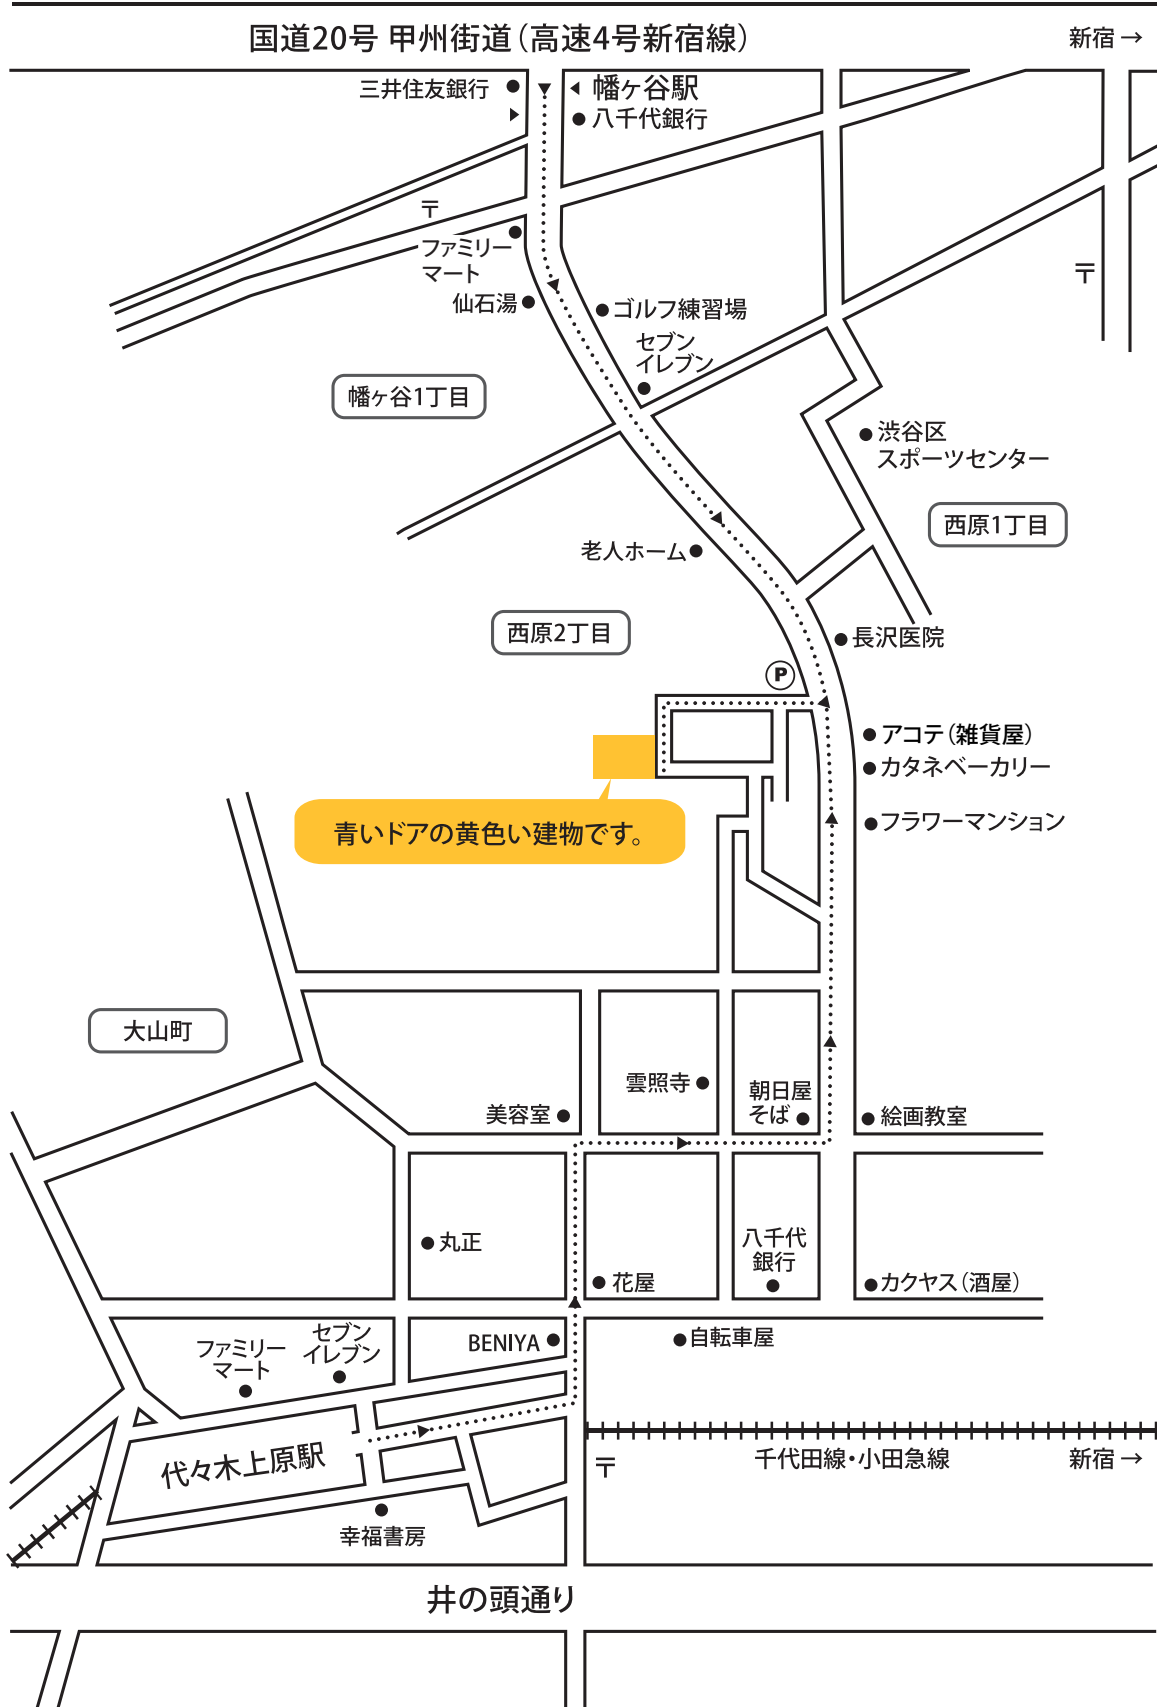 国道20号 甲州街道（高速4号新宿線）
新宿→
三井住友銀行
幡ヶ谷駅
八千代銀行
〒
ファミリー
マート
〒
仙石湯
ゴルフ練習場
セブン
イレブン
幡ヶ谷1丁目
渋谷区
スポーツセンター
西原1丁目
老人ホーム
西原2丁目
長沢医院
P
アコテ（雑貨屋）
カタネベーカリー
フラワーマンション
青いドアの黄色い建物です。
大山町
雲照寺
朝日屋
そば
美容室
絵画教室
丸正
八千代
銀行
花屋
カクヤス（酒屋）
セブン
イレブン
ファミリー
マート
BENIYA
自転車屋
代々木上原駅
〒
千代田線・小田急線
新宿→
幸福書房
井の頭通り